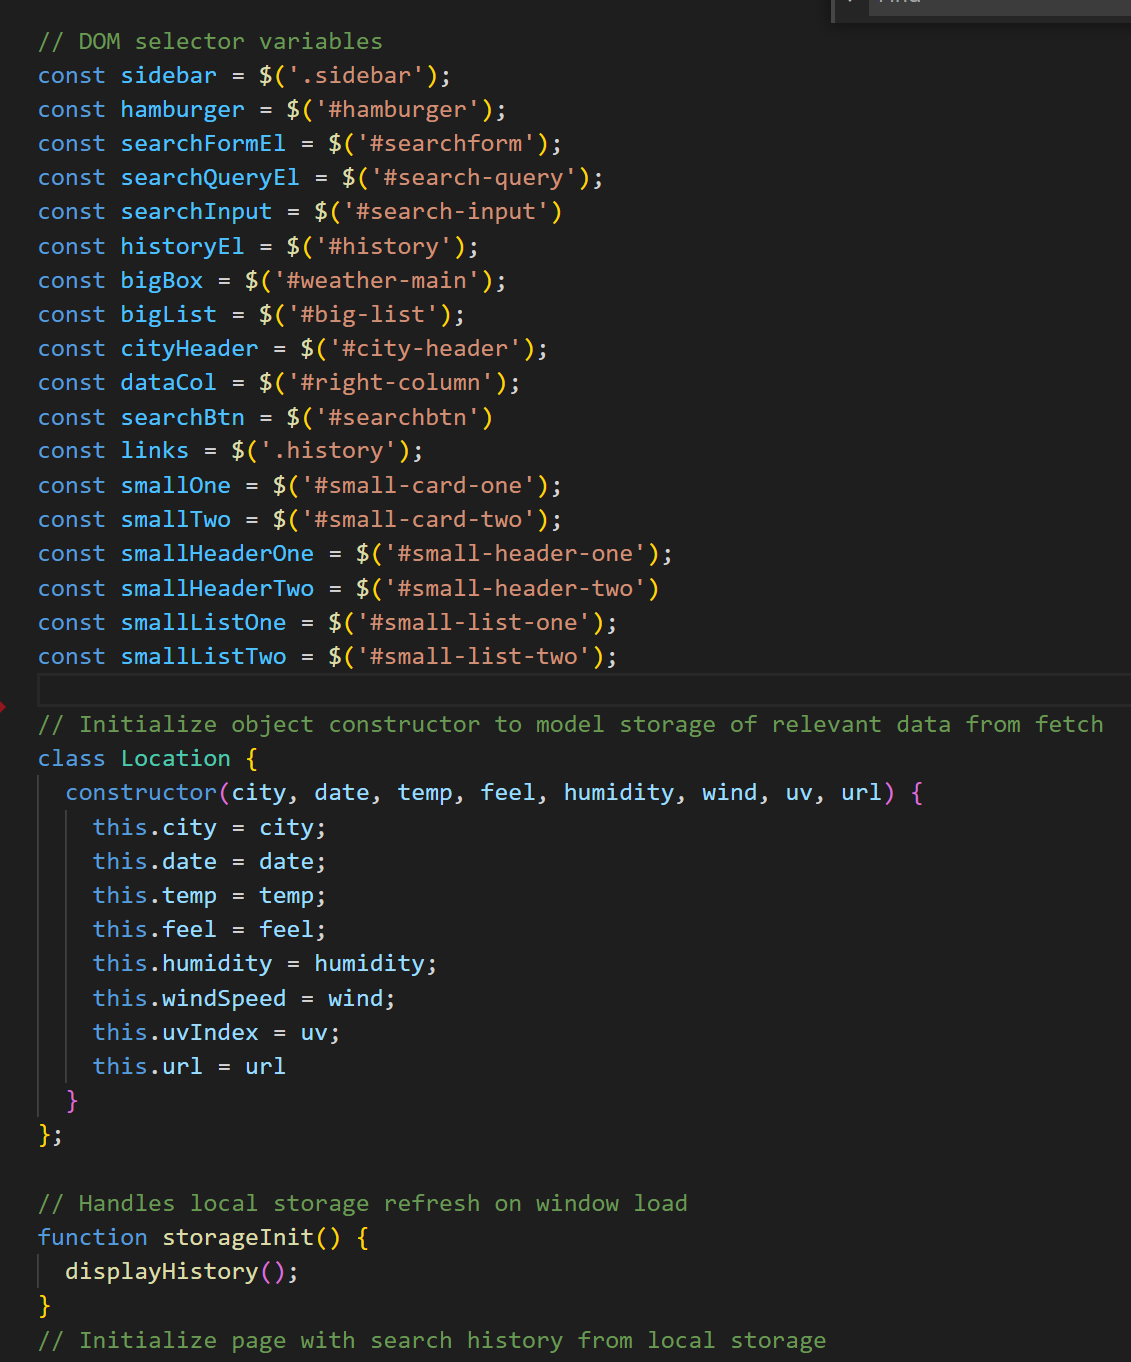 Find
// DOM selector variables
const sidebar = $('.sidebar');
const hamburger = $('#hamburger');
const searchFormEl = $('#searchform');
const searchQueryEl = $('#search-query');
const searchInput = $('#search-input')
const historyEl = $('#history');
const bigBox = $('#weather-main');
const bigList = $('#big-list');
const cityHeader = $('#city-header');
const dataCol = $('#right-column');
const searchBtn = $('#searchbtn')
const links = $('.history');
const smallOne = $('#small-card-one');
const smallTwo = $('#small-card-two');
const smallHeaderOne = $('#small-header-one');
const smallHeaderTwo = $('#small-header-two')
const smallListOne = $('#small-list-one');
const smallListTwo = $('#small-list-two');
// Initialize object constructor to model storage of relevant data from fetch
class Location {
constructor(city, date, temp, feel, humidity, wind, uv, url) {
this.city = city;
this.date = date;
this.temp = temp;
this.feel = feel;
this.humidity = humidity;
this.windSpeed = wind;
this.uvIndex = uv;
this.url = url
}
};
// Handles local storage refresh on window load
function storageInit() {
displayHistory();
}
// Initialize page with search history from local storage